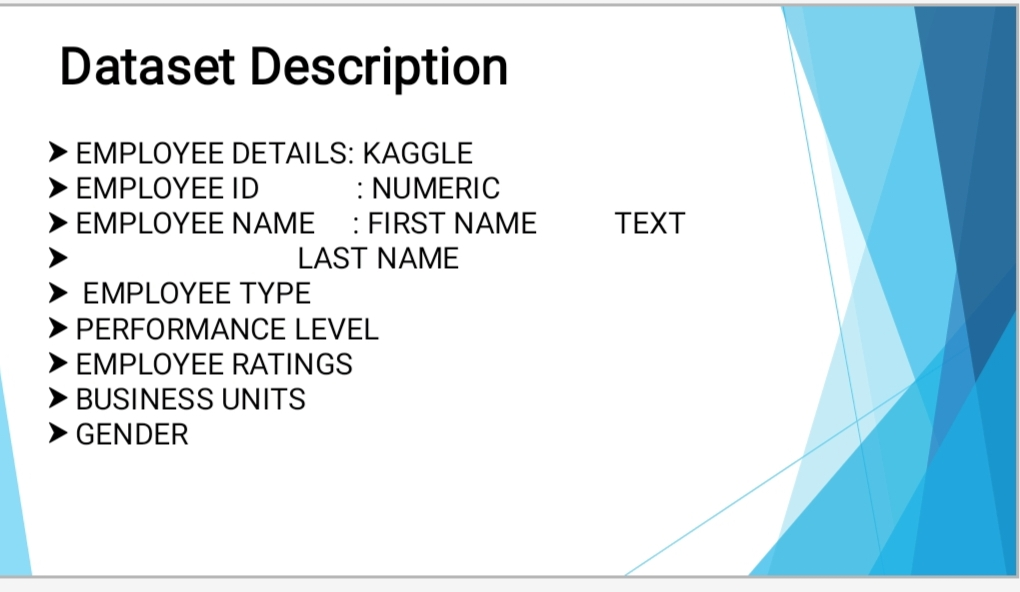 Dataset Description
➤ EMPLOYEE DETAILS: KAGGLE
➤ EMPLOYEE ID : NUMERIC
➤ EMPLOYEE NAME : FIRST NAME TEXT
➤ LAST NAME
➤ EMPLOYEE TYPE
➤ PERFORMANCE LEVEL
➤ EMPLOYEE RATINGS
➤ BUSINESS UNITS
➤ GENDER